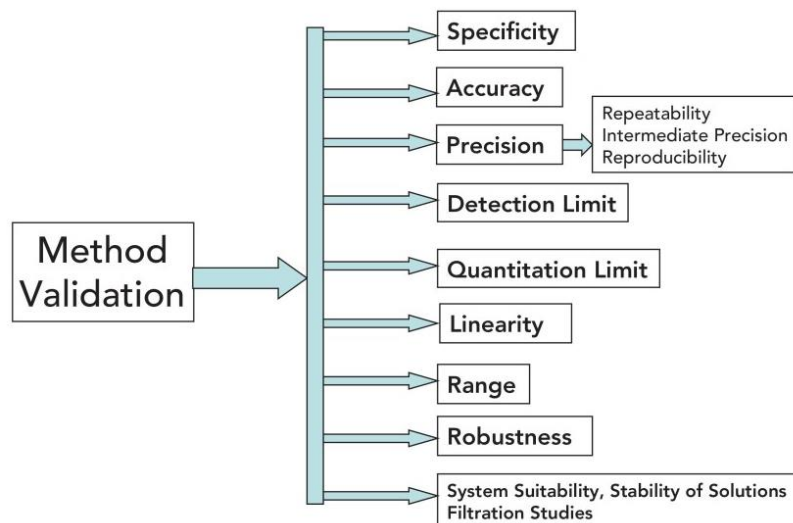 Specificity
Accuracy
Precision
Repeatability
Intermediate Precision
Reproducibility
Detection Limit
Method
Validation
Quantitation Limit
Linearity
Range
Robustness
System Suitability, Stability of Solutions
Filtration Studies